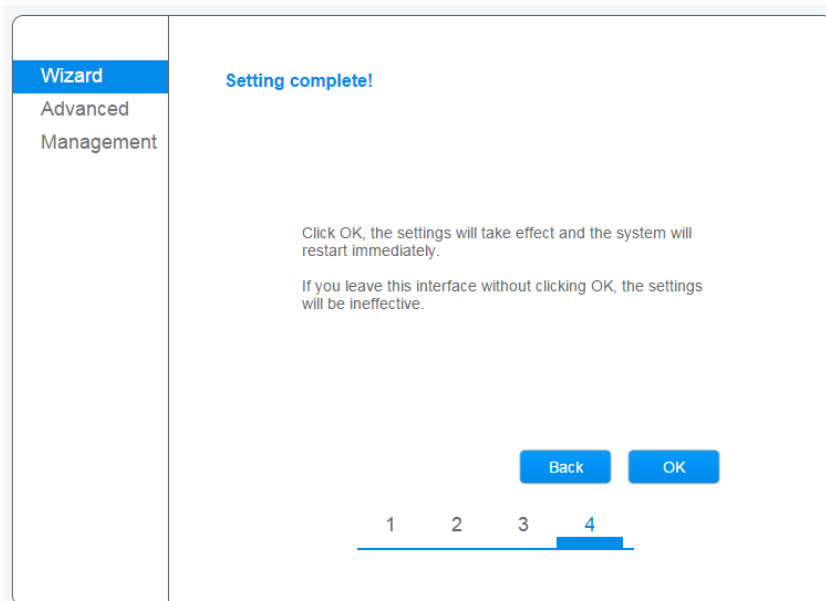 Wizard
Advanced
Management
Setting complete!
Click OK, the settings will take effect and the system will
restart immediately.
If you leave this interface without clicking OK, the settings
will be ineffective.
Back OK
1 2 3 4